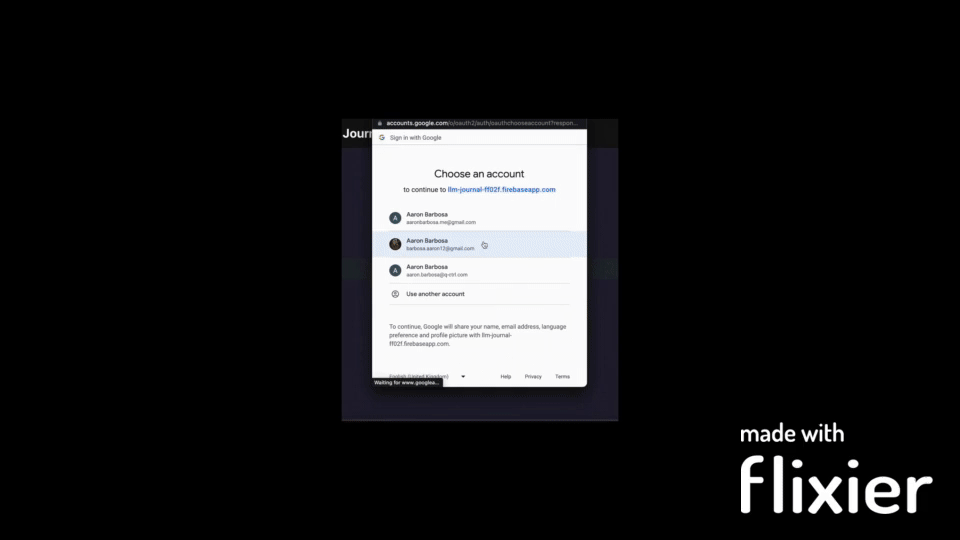 Journ
accounts.google.com/o/oauth2/auth/oauthchooseaccount?respon...
Sign in with Google
Choose an account
to continue to llm-journal-ff02f.firebaseapp.com
A
Aaron Barbosa
aaronbarbosa.me@gmail.com
Aaron Barbosa
barbosa.aaron12@gmail.com
A
Aaron Barbosa
aaron.barbosa@q-ctrl.com
Use another account
To continue, Google will share your name, email address, language
preference and profile picture with llm-journal-
ff02f.firebaseapp.com.
English (United Kingdom)
Help Privacy Terms
Waiting for www.googlea...
made with
flixier